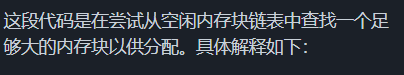 这段代码是在尝试从空闲内存块链表中查找一个足
够大的内存块以供分配。具体解释如下：